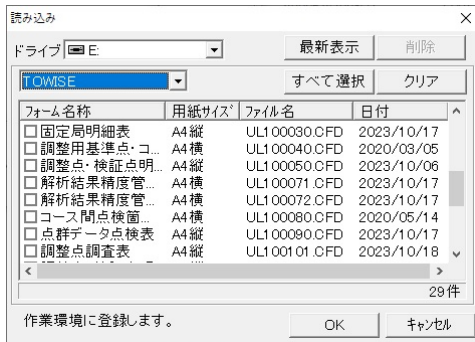 読み込み
ドライブ E: 最新表示 削除
TOWISE すべて選択 クリア
フォーム名称 用紙サイズ ファイル名 日付
固定局明細表 A4縦 UL100030.CFD 2023/10/17
調整用基準点・コ... A4横 UL100040.CFD 2020/03/05
調整点・検証点明... A4縦 UL100050.CFD 2023/10/06
解析結果精度管... A4横 UL100071.CFD 2023/10/17
解析結果精度管... A4横 UL100072.CFD 2023/10/17
コース間点検箇... A4横 UL100080.CFD 2020/05/14
点群データ点検表 A4縦 UL100090.CFD 2023/10/17
調整点調査表 A4縦 UL100101.CFD 2023/10/18
29件
作業環境に登録します。 OK キャンセル